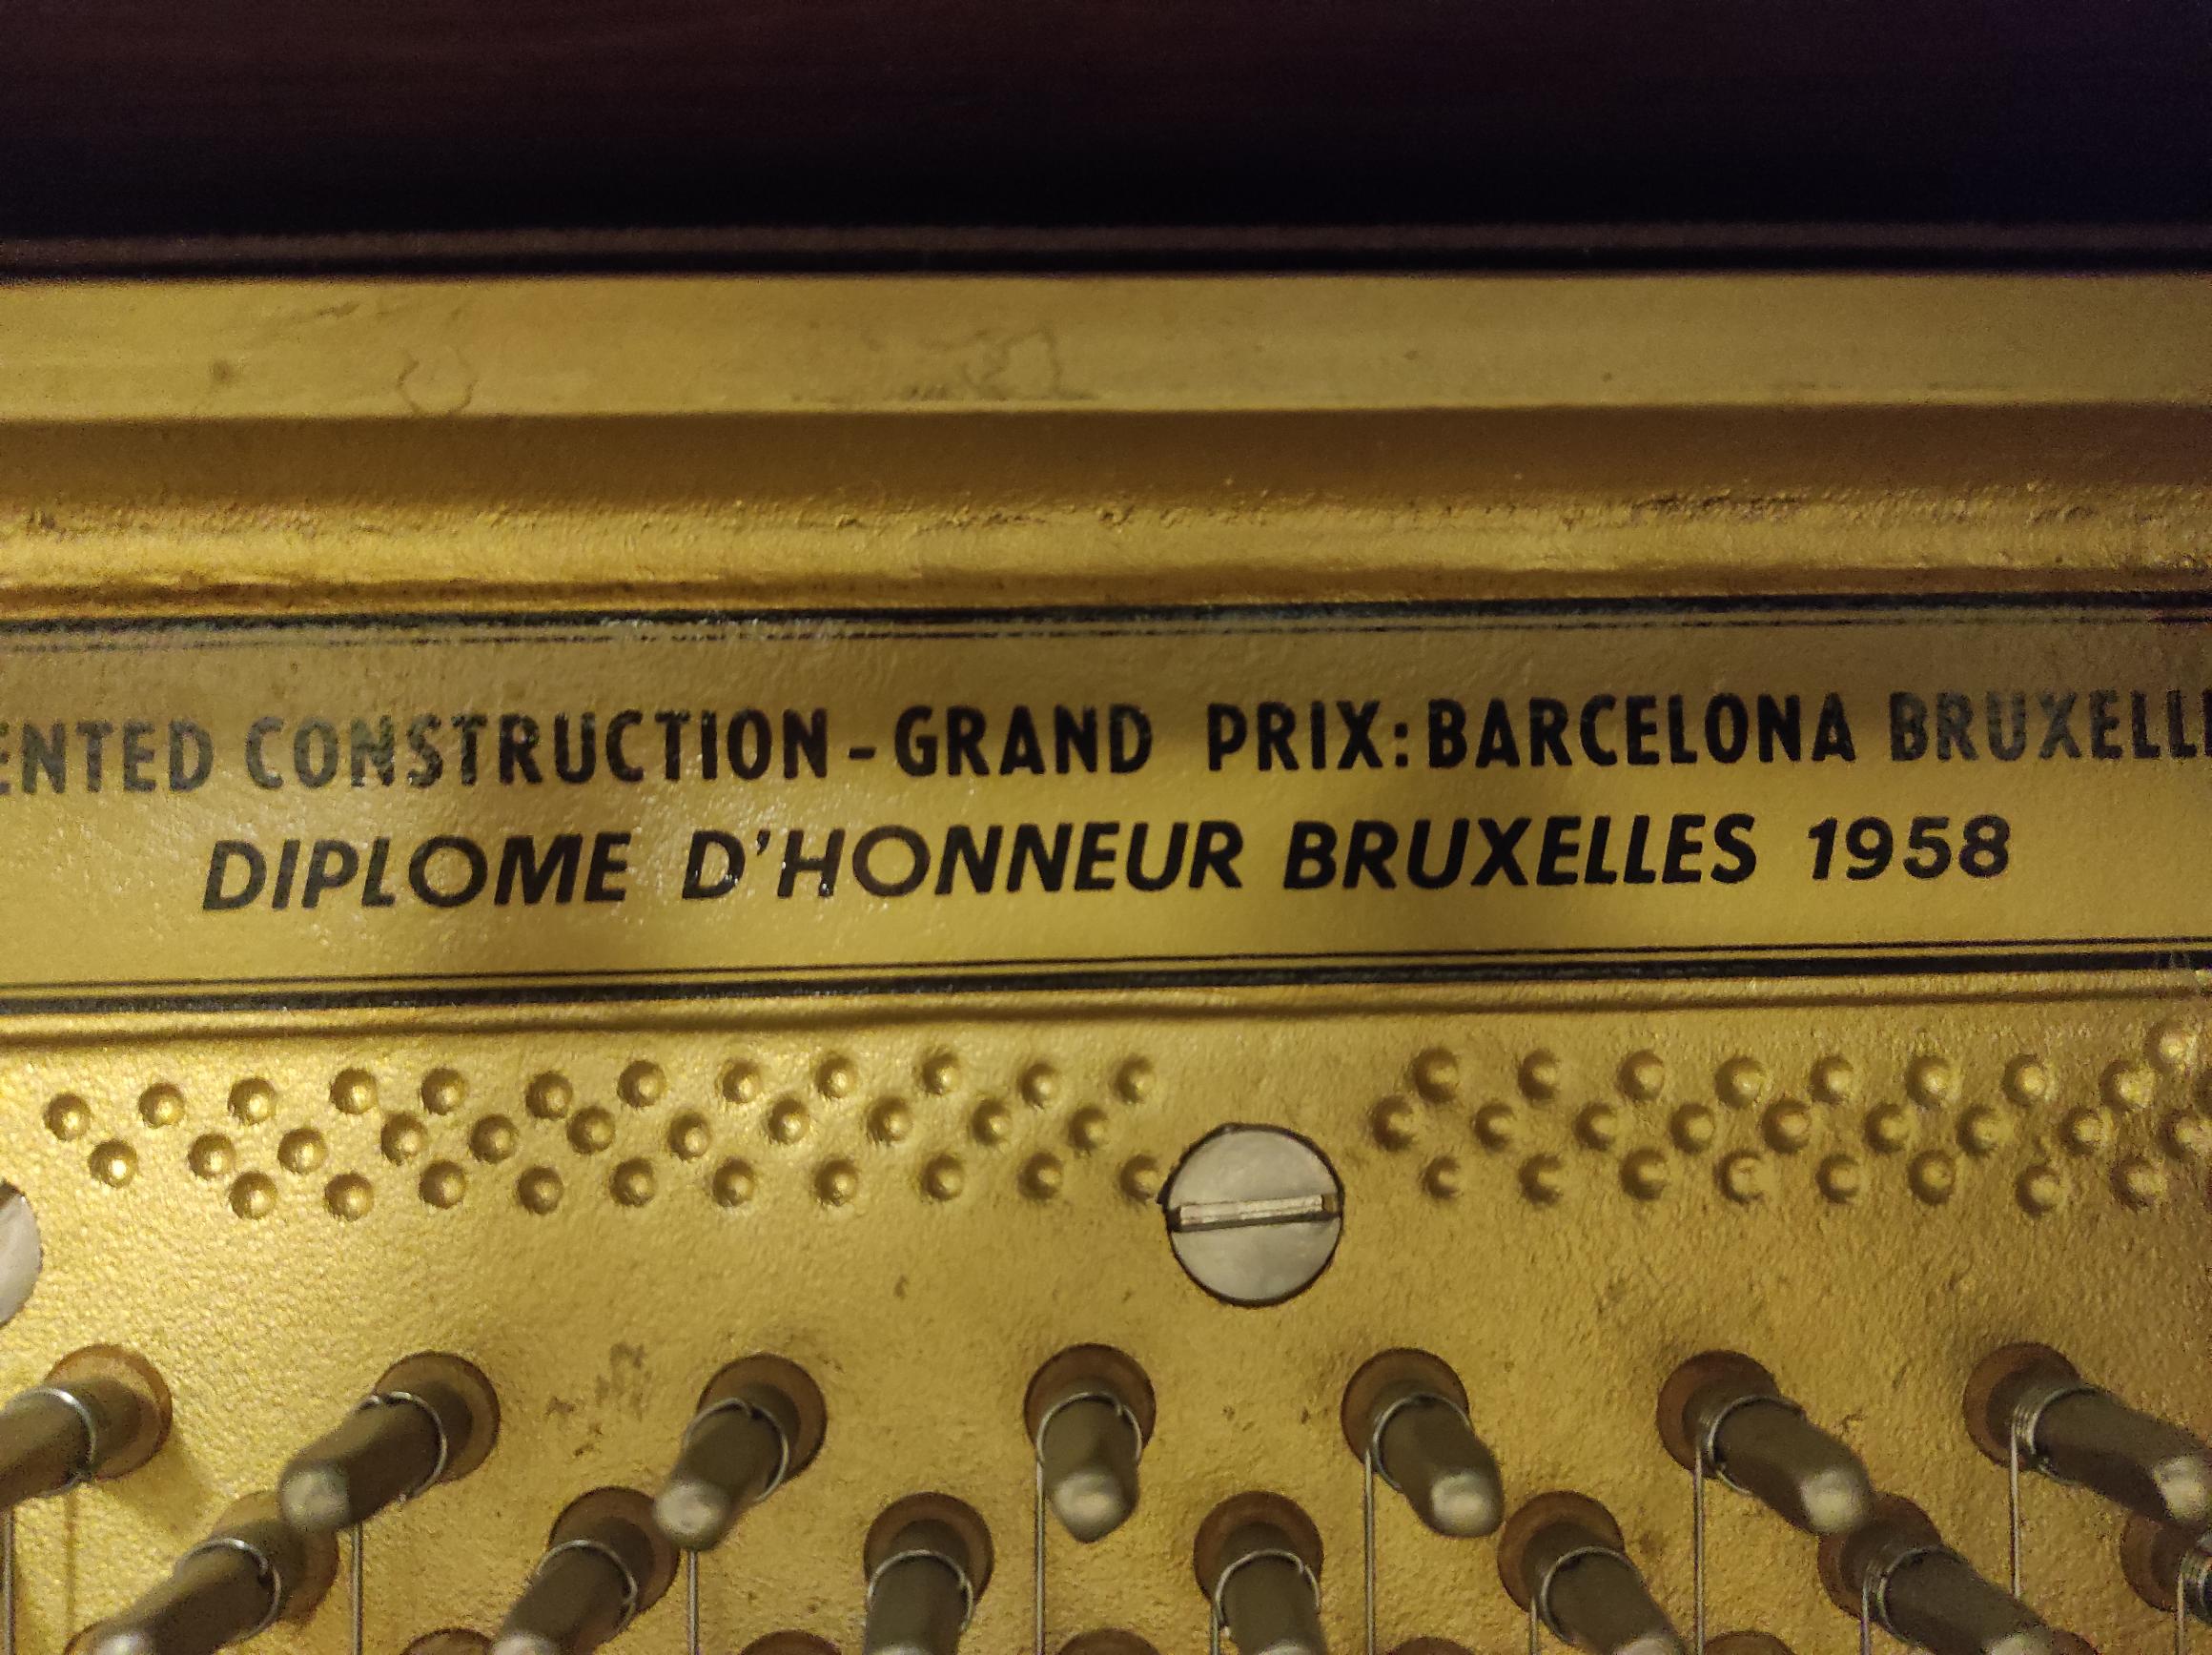 ENTED CONSTRUCTION - GRAND PRIX: BARCELONA BRUXELL
DIPLOME D'HONNEUR BRUXELLES 1958